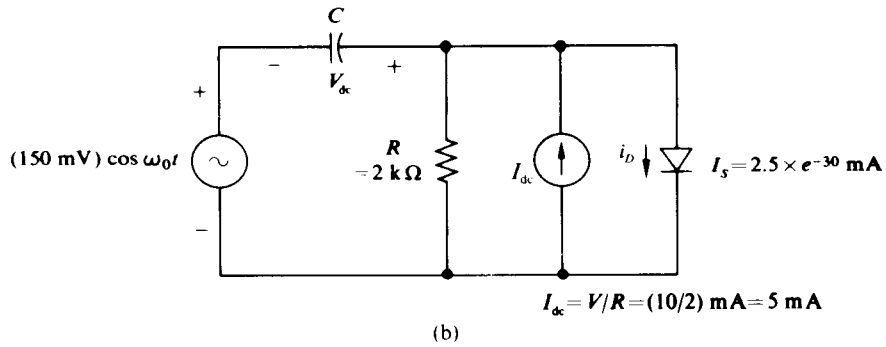 C
− +
V_dc
+
(150 mV) cos ω₀t
−
R
= 2 kΩ
I_dc
i_D
I_S = 2.5 × e⁻³⁰ mA
I_dc = V/R = (10/2) mA = 5 mA
(b)